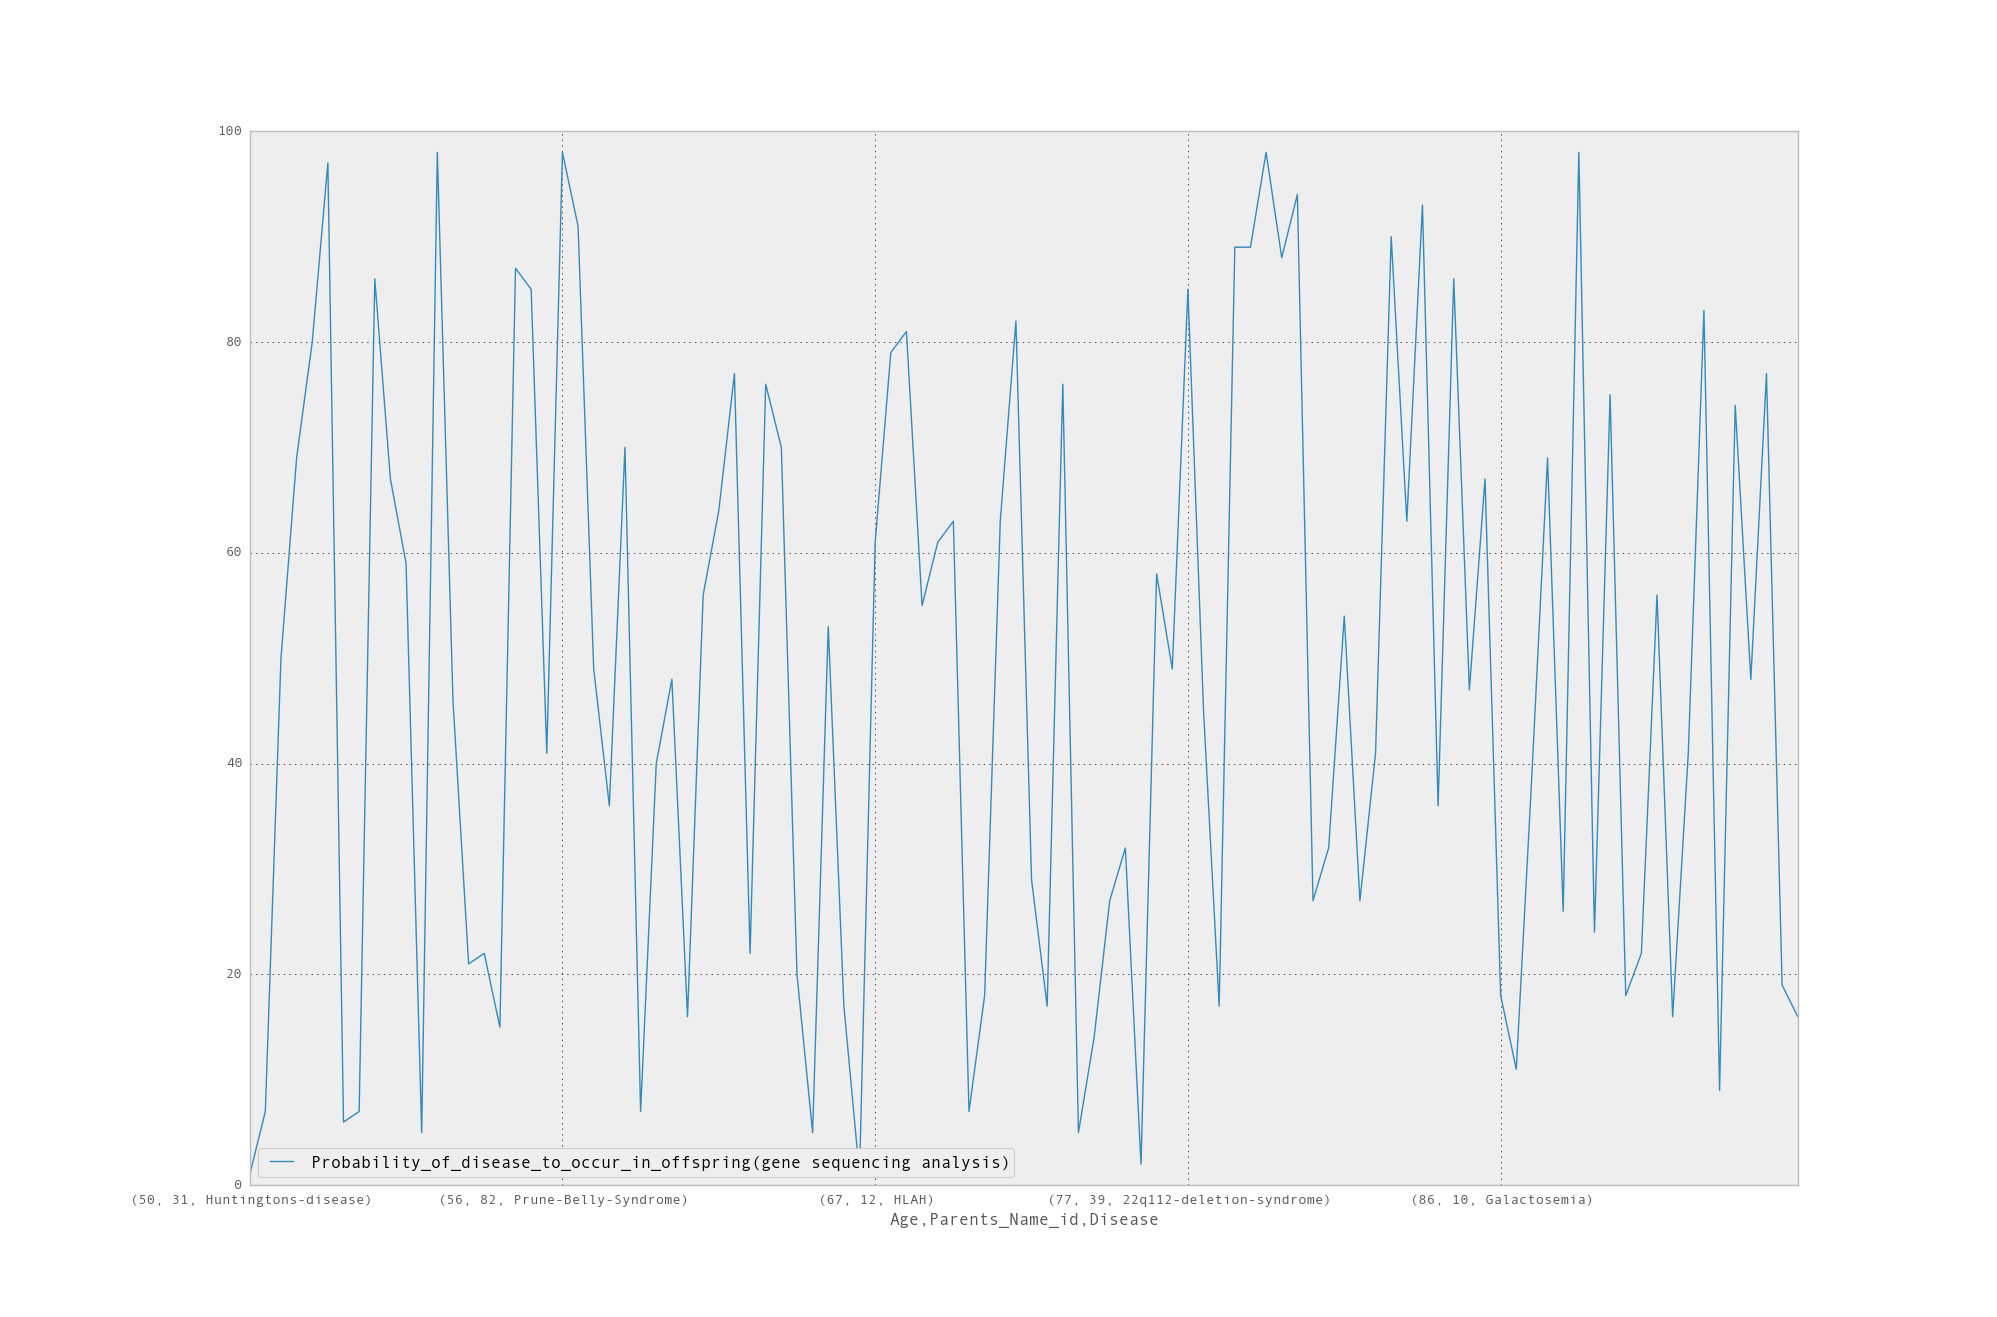 100
80
60
40
20
0
Probability_of_disease_to_occur_in_offspring(gene sequencing analysis)
(50, 31, Huntingtons-disease) (56, 82, Prune-Belly-Syndrome) (67, 12, HLAH) (77, 39, 22q112-deletion-syndrome) (86, 10, Galactosemia)
Age,Parents_Name_id,Disease